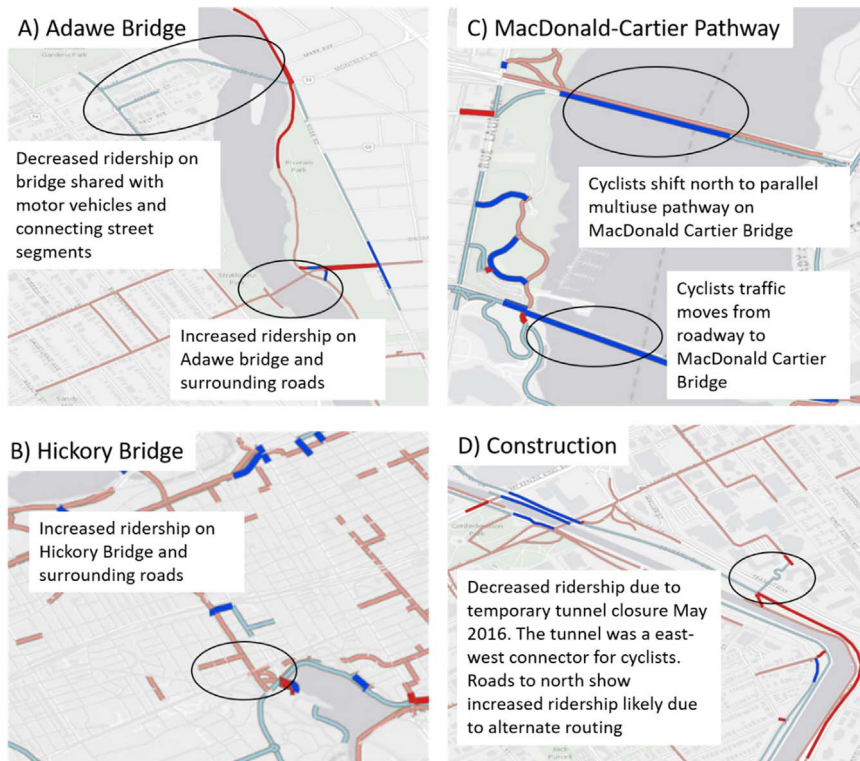 A) Adawe Bridge
Decreased ridership on
bridge shared with
motor vehicles and
connecting street
segments
Increased ridership on
Adawe bridge and
surrounding roads
C) MacDonald-Cartier Pathway
RUE LAUR
Cyclists shift north to parallel
multiuse pathway on
MacDonald Cartier Bridge
Cyclists traffic
moves from
roadway to
MacDonald Cartier
Bridge
B) Hickory Bridge
Increased ridership on
Hickory Bridge and
surrounding roads
D) Construction
Confederation
Park
Decreased ridership due to
temporary tunnel closure May
2016. The tunnel was a east-
west connector for cyclists.
Roads to north show
increased ridership likely due
to alternate routing